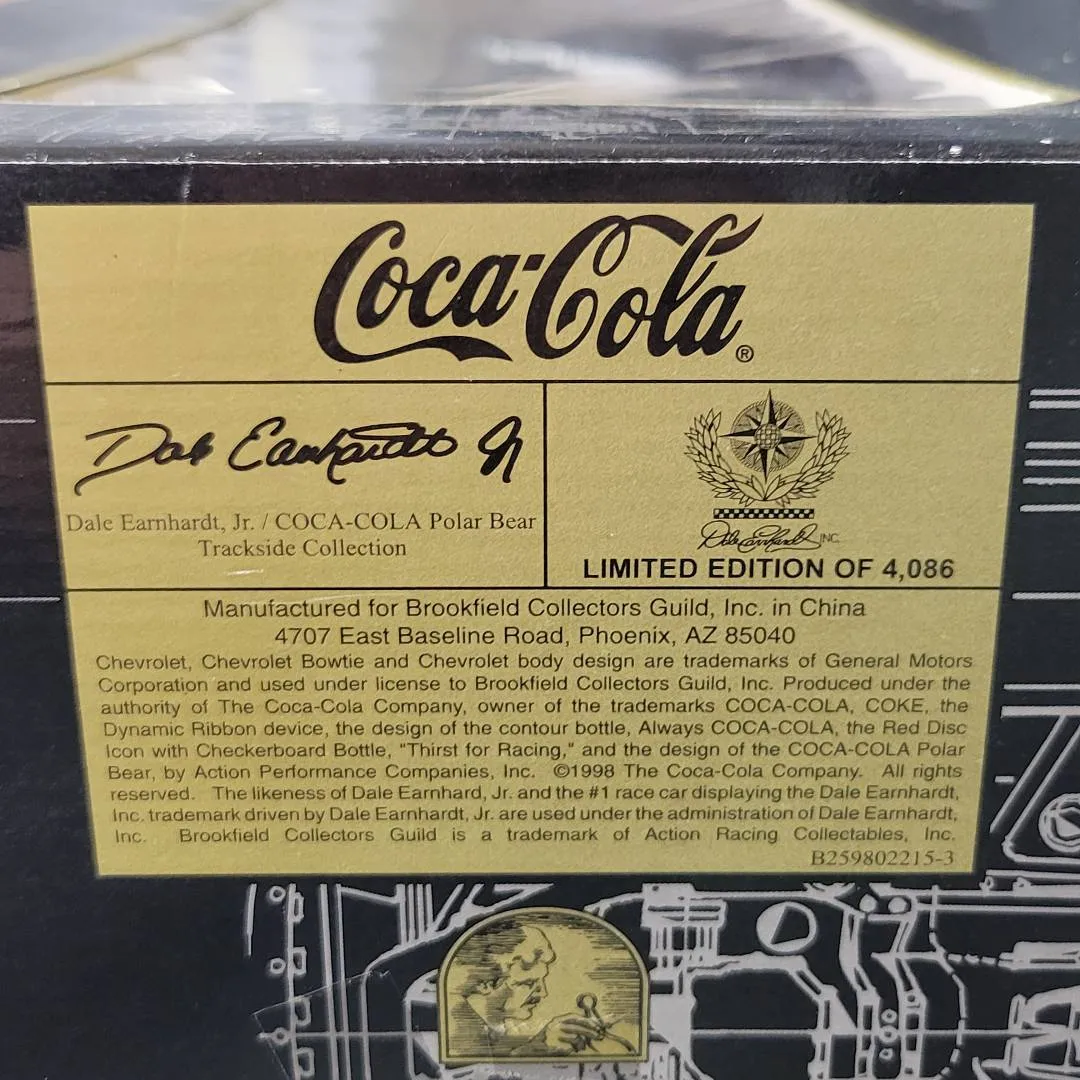 Coca-Cola®
Dale Earnhardt Jr
Dale Earnhardt, Jr. / COCA-COLA Polar Bear
Trackside Collection
Dale Earnhardt INC.
LIMITED EDITION OF 4,086
Manufactured for Brookfield Collectors Guild, Inc. in China
4707 East Baseline Road, Phoenix, AZ 85040
Chevrolet, Chevrolet Bowtie and Chevrolet body design are trademarks of General Motors
Corporation and used under license to Brookfield Collectors Guild, Inc. Produced under the
authority of The Coca-Cola Company, owner of the trademarks COCA-COLA, COKE, the
Dynamic Ribbon device, the design of the contour bottle, Always COCA-COLA, the Red Disc
Icon with Checkerboard Bottle, "Thirst for Racing," and the design of the COCA-COLA Polar
Bear, by Action Performance Companies, Inc. ©1998 The Coca-Cola Company. All rights
reserved. The likeness of Dale Earnhard, Jr. and the #1 race car displaying the Dale Earnhardt,
Inc. trademark driven by Dale Earnhardt, Jr. are used under the administration of Dale Earnhardt,
Inc. Brookfield Collectors Guild is a trademark of Action Racing Collectables, Inc.
B259802215-3